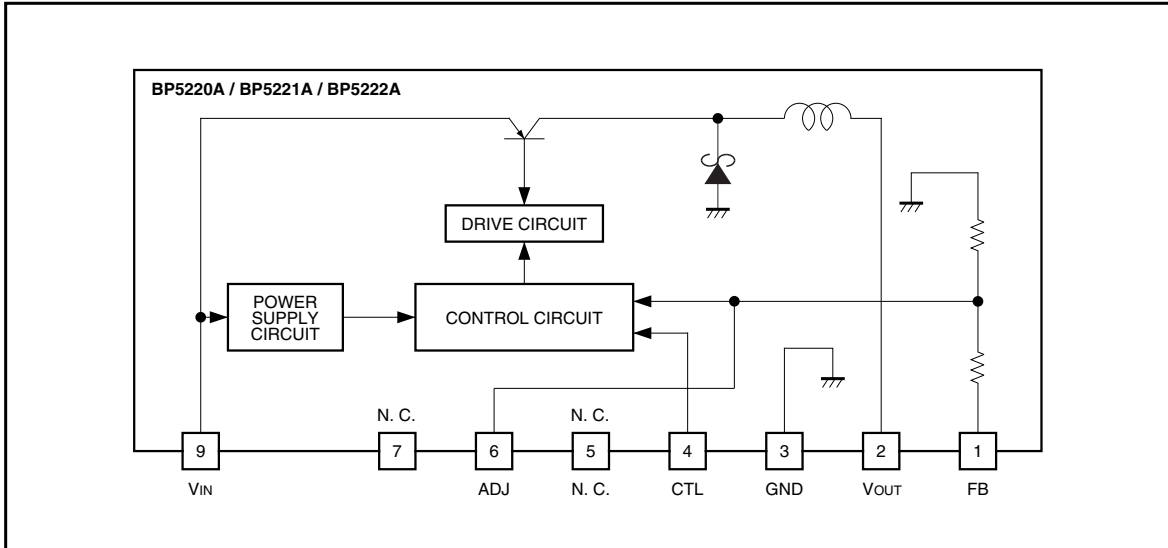 BP5220A / BP5221A / BP5222A
DRIVE CIRCUIT
POWER
SUPPLY
CIRCUIT
CONTROL CIRCUIT
N. C.
N. C.
9
7
6
5
4
3
2
1
VIN
ADJ
N. C.
CTL
GND
VOUT
FB